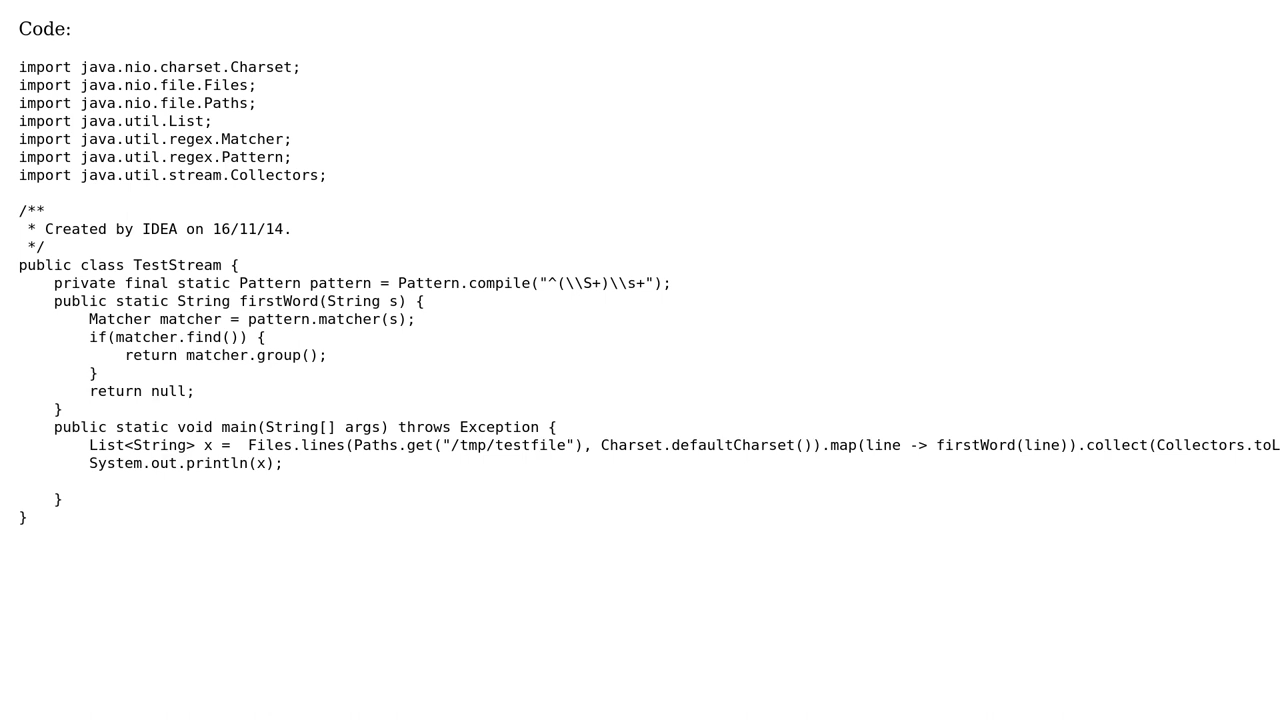 Code:
import java.nio.charset.Charset;
import java.nio.file.Files;
import java.nio.file.Paths;
import java.util.List;
import java.util.regex.Matcher;
import java.util.regex.Pattern;
import java.util.stream.Collectors;
/**
 * Created by IDEA on 16/11/14.
 */
public class TestStream {
    private final static Pattern pattern = Pattern.compile("^(\\S+)\\s+");
    public static String firstWord(String s) {
        Matcher matcher = pattern.matcher(s);
        if(matcher.find()) {
            return matcher.group();
        }
        return null;
    }
    public static void main(String[] args) throws Exception {
        List<String> x =  Files.lines(Paths.get("/tmp/testfile"), Charset.defaultCharset()).map(line -> firstWord(line)).collect(Collectors.toL
        System.out.println(x);
    }
}